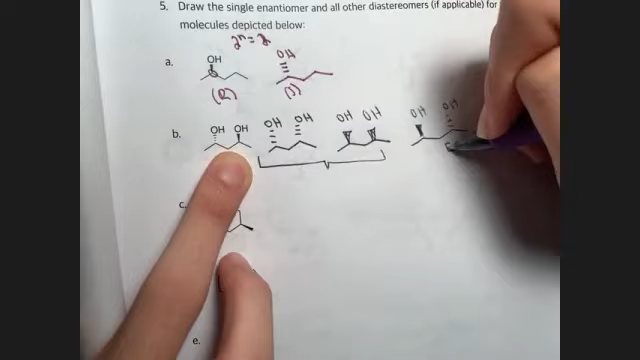 5. Draw the single enantiomer and all other diastereomers (if applicable) for
molecules depicted below:
2ⁿ = 2
a.
OH
OH
(R)
(S)
b.
OH OH
OH OH
OH OH
OH OH
c.
e.